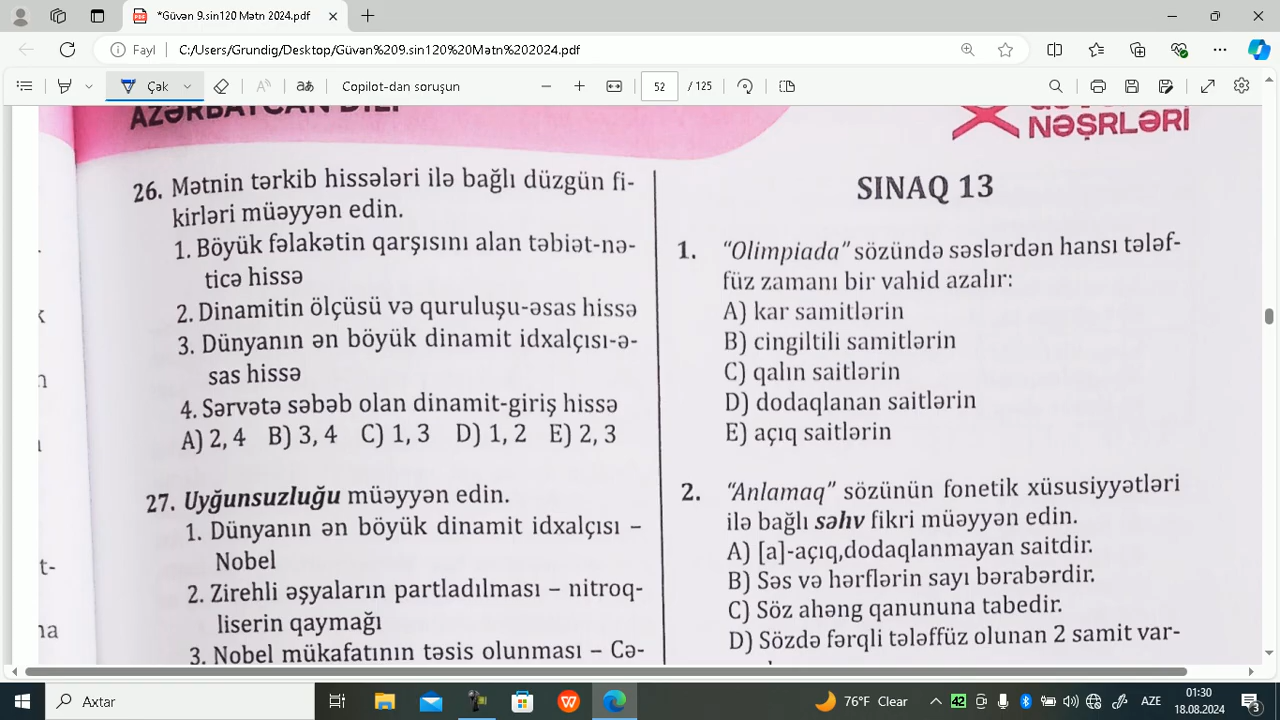 *Güvən 9.sin120 Mətn 2024.pdf
Fayl
C:/Users/Grundig/Desktop/Güvən%209.sin120%20Mətn%202024.pdf
Çək
aあ
Copilot-dan soruşun
52
/ 125
AZƏRBAYCAN DİLİ
NƏŞRLƏRİ
26. Mətnin tərkib hissələri ilə bağlı düzgün fi-
kirləri müəyyən edin.
1. Böyük fəlakətin qarşısını alan təbiət-nə-
ticə hissə
2. Dinamitin ölçüsü və quruluşu-əsas hissə
3. Dünyanın ən böyük dinamit idxalçısı-ə-
sas hissə
4. Sərvətə səbəb olan dinamit-giriş hissə
A) 2, 4 B) 3, 4 C) 1, 3 D) 1, 2 E) 2, 3
27. Uyğunsuzluğu müəyyən edin.
1. Dünyanın ən böyük dinamit idxalçısı –
Nobel
2. Zirehli əşyaların partladılması – nitroq-
liserin qaymağı
3. Nobel mükafatının təsis olunması – Cə-
SINAQ 13
1. “Olimpiada” sözündə səslərdən hansı tələf-
füz zamanı bir vahid azalır:
A) kar samitlərin
B) cingiltili samitlərin
C) qalın saitlərin
D) dodaqlanan saitlərin
E) açıq saitlərin
2. “Anlamaq” sözünün fonetik xüsusiyyətləri
ilə bağlı səhv fikri müəyyən edin.
A) [a]-açıq,dodaqlanmayan saitdir.
B) Səs və hərflərin sayı bərabərdir.
C) Söz ahəng qanununa tabedir.
D) Sözdə fərqli tələffüz olunan 2 samit var-
Axtar
76°F Clear
42
AZE
01:30
18.08.2024
3